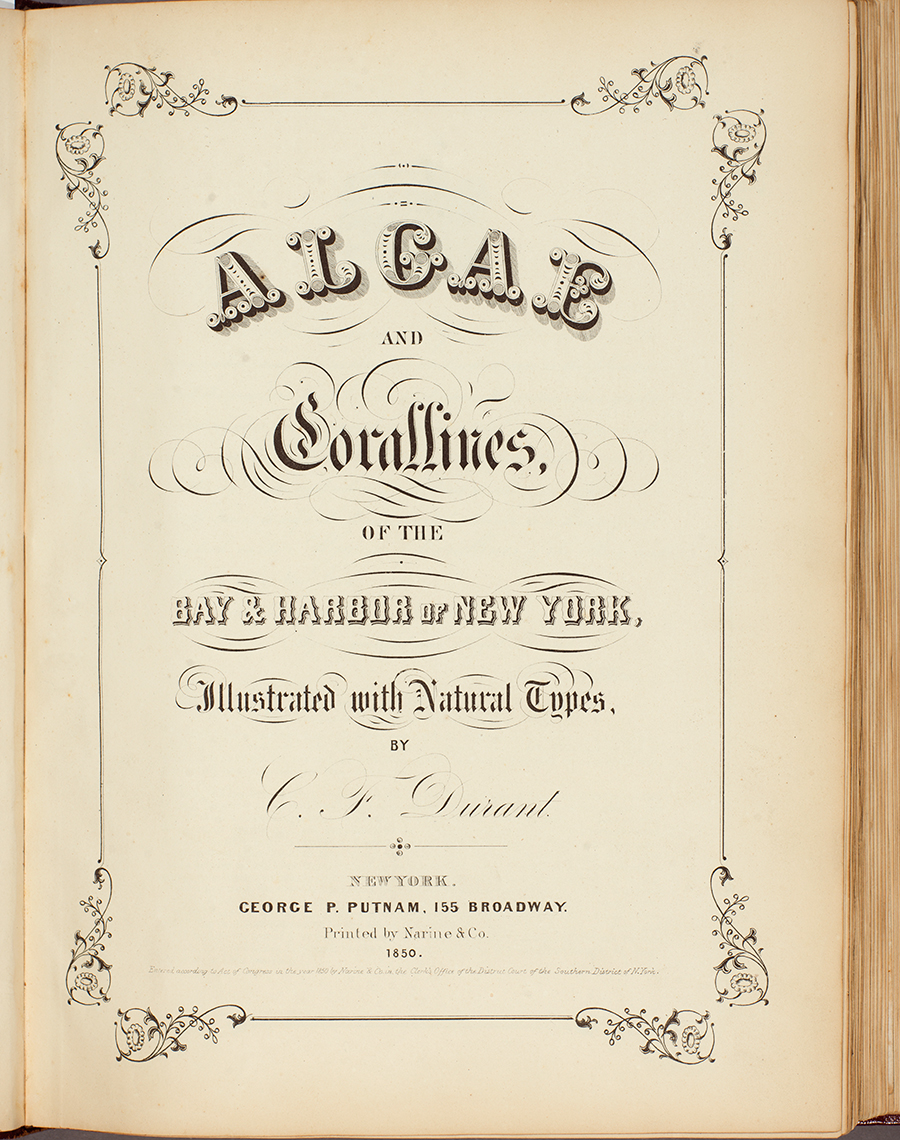 ALGAE
AND
Corallines,
OF THE
BAY & HARBOR OF NEW YORK,
Illustrated with Natural Types,
BY
C. F. Durant.
NEW YORK.
GEORGE P. PUTNAM, 155 BROADWAY.
Printed by Narine & Co.
1850.
Entered according to Act of Congress in the year 1850 by Narine & Co. in the Clerk's Office of the District Court of the Southern District of N. York.